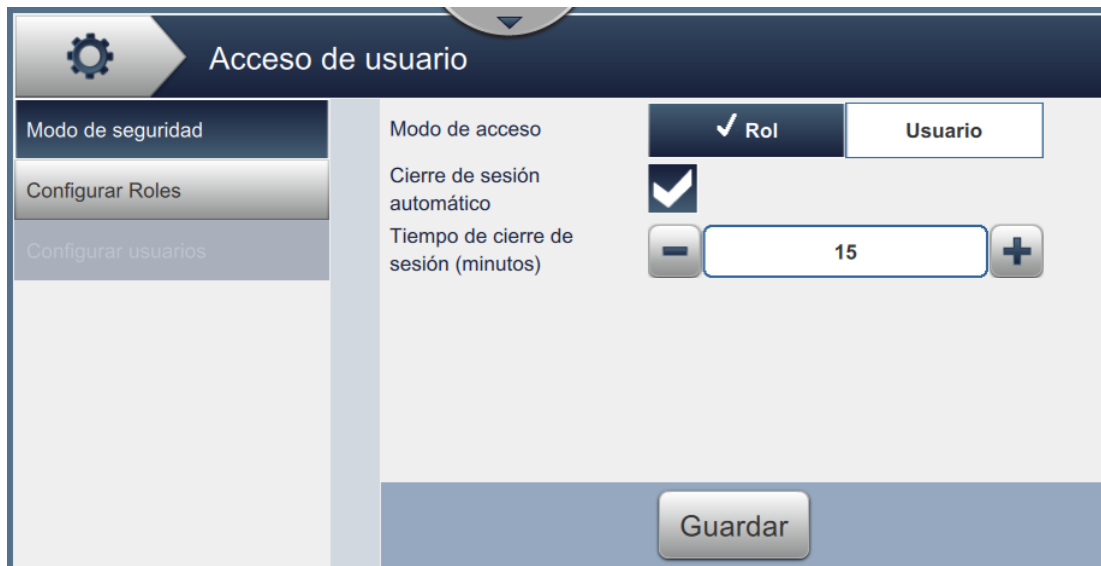 Acceso de usuario
Modo de seguridad
Configurar Roles
Configurar usuarios
Modo de acceso
Rol
Usuario
Cierre de sesión
automático
Tiempo de cierre de
sesión (minutos)
15
Guardar